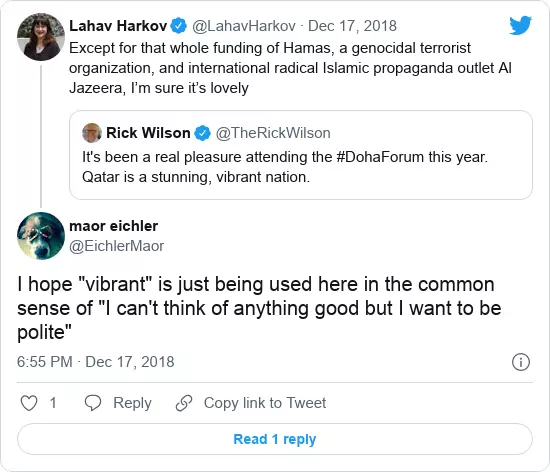 Lahav Harkov @LahavHarkov · Dec 17, 2018
Except for that whole funding of Hamas, a genocidal terrorist
organization, and international radical Islamic propaganda outlet Al
Jazeera, I’m sure it’s lovely
Rick Wilson @TheRickWilson
It's been a real pleasure attending the #DohaForum this year.
Qatar is a stunning, vibrant nation.
maor eichler
@EichlerMaor
I hope "vibrant" is just being used here in the common
sense of "I can't think of anything good but I want to be
polite"
6:55 PM · Dec 17, 2018
1 Reply Copy link to Tweet
Read 1 reply